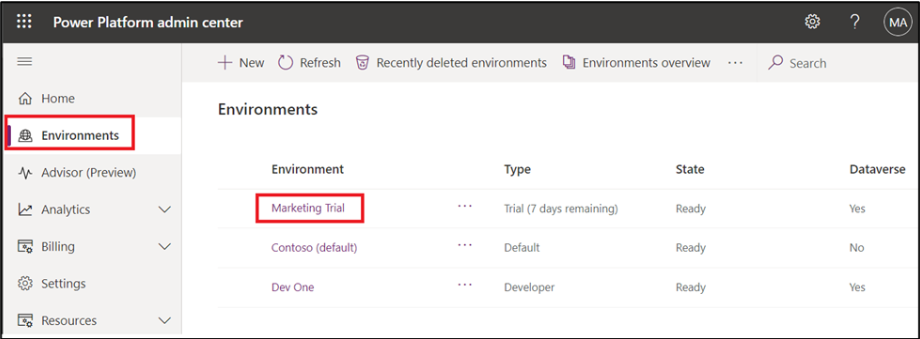 Power Platform admin center
?
MA
New
Refresh
Recently deleted environments
Environments overview
...
Search
Home
Environments
Advisor (Preview)
Analytics
Billing
Settings
Resources
Environments
Environment Type State Dataverse
Marketing Trial ... Trial (7 days remaining) Ready Yes
Contoso (default) ... Default Ready No
Dev One ... Developer Ready Yes